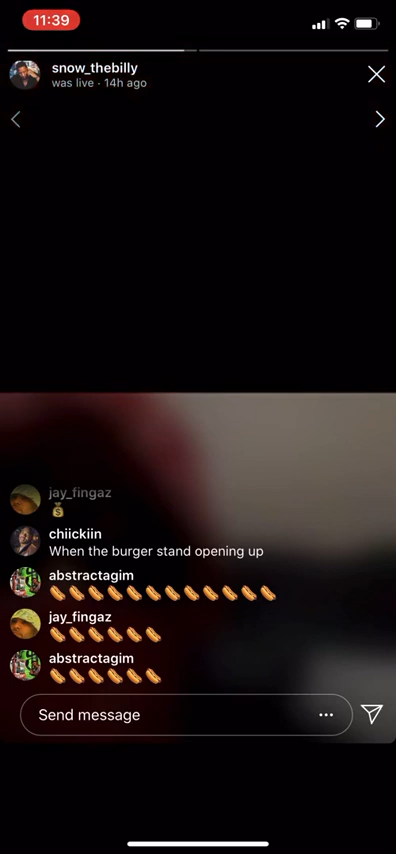 11:39
snow_thebilly
was live · 14h ago
jay_fingaz
💰
chiickiin
When the burger stand opening up
abstractagim
🌭🌭🌭🌭🌭🌭🌭🌭🌭🌭🌭🌭
jay_fingaz
🌭🌭🌭🌭🌭🌭
abstractagim
🌭🌭🌭🌭🌭🌭
Send message